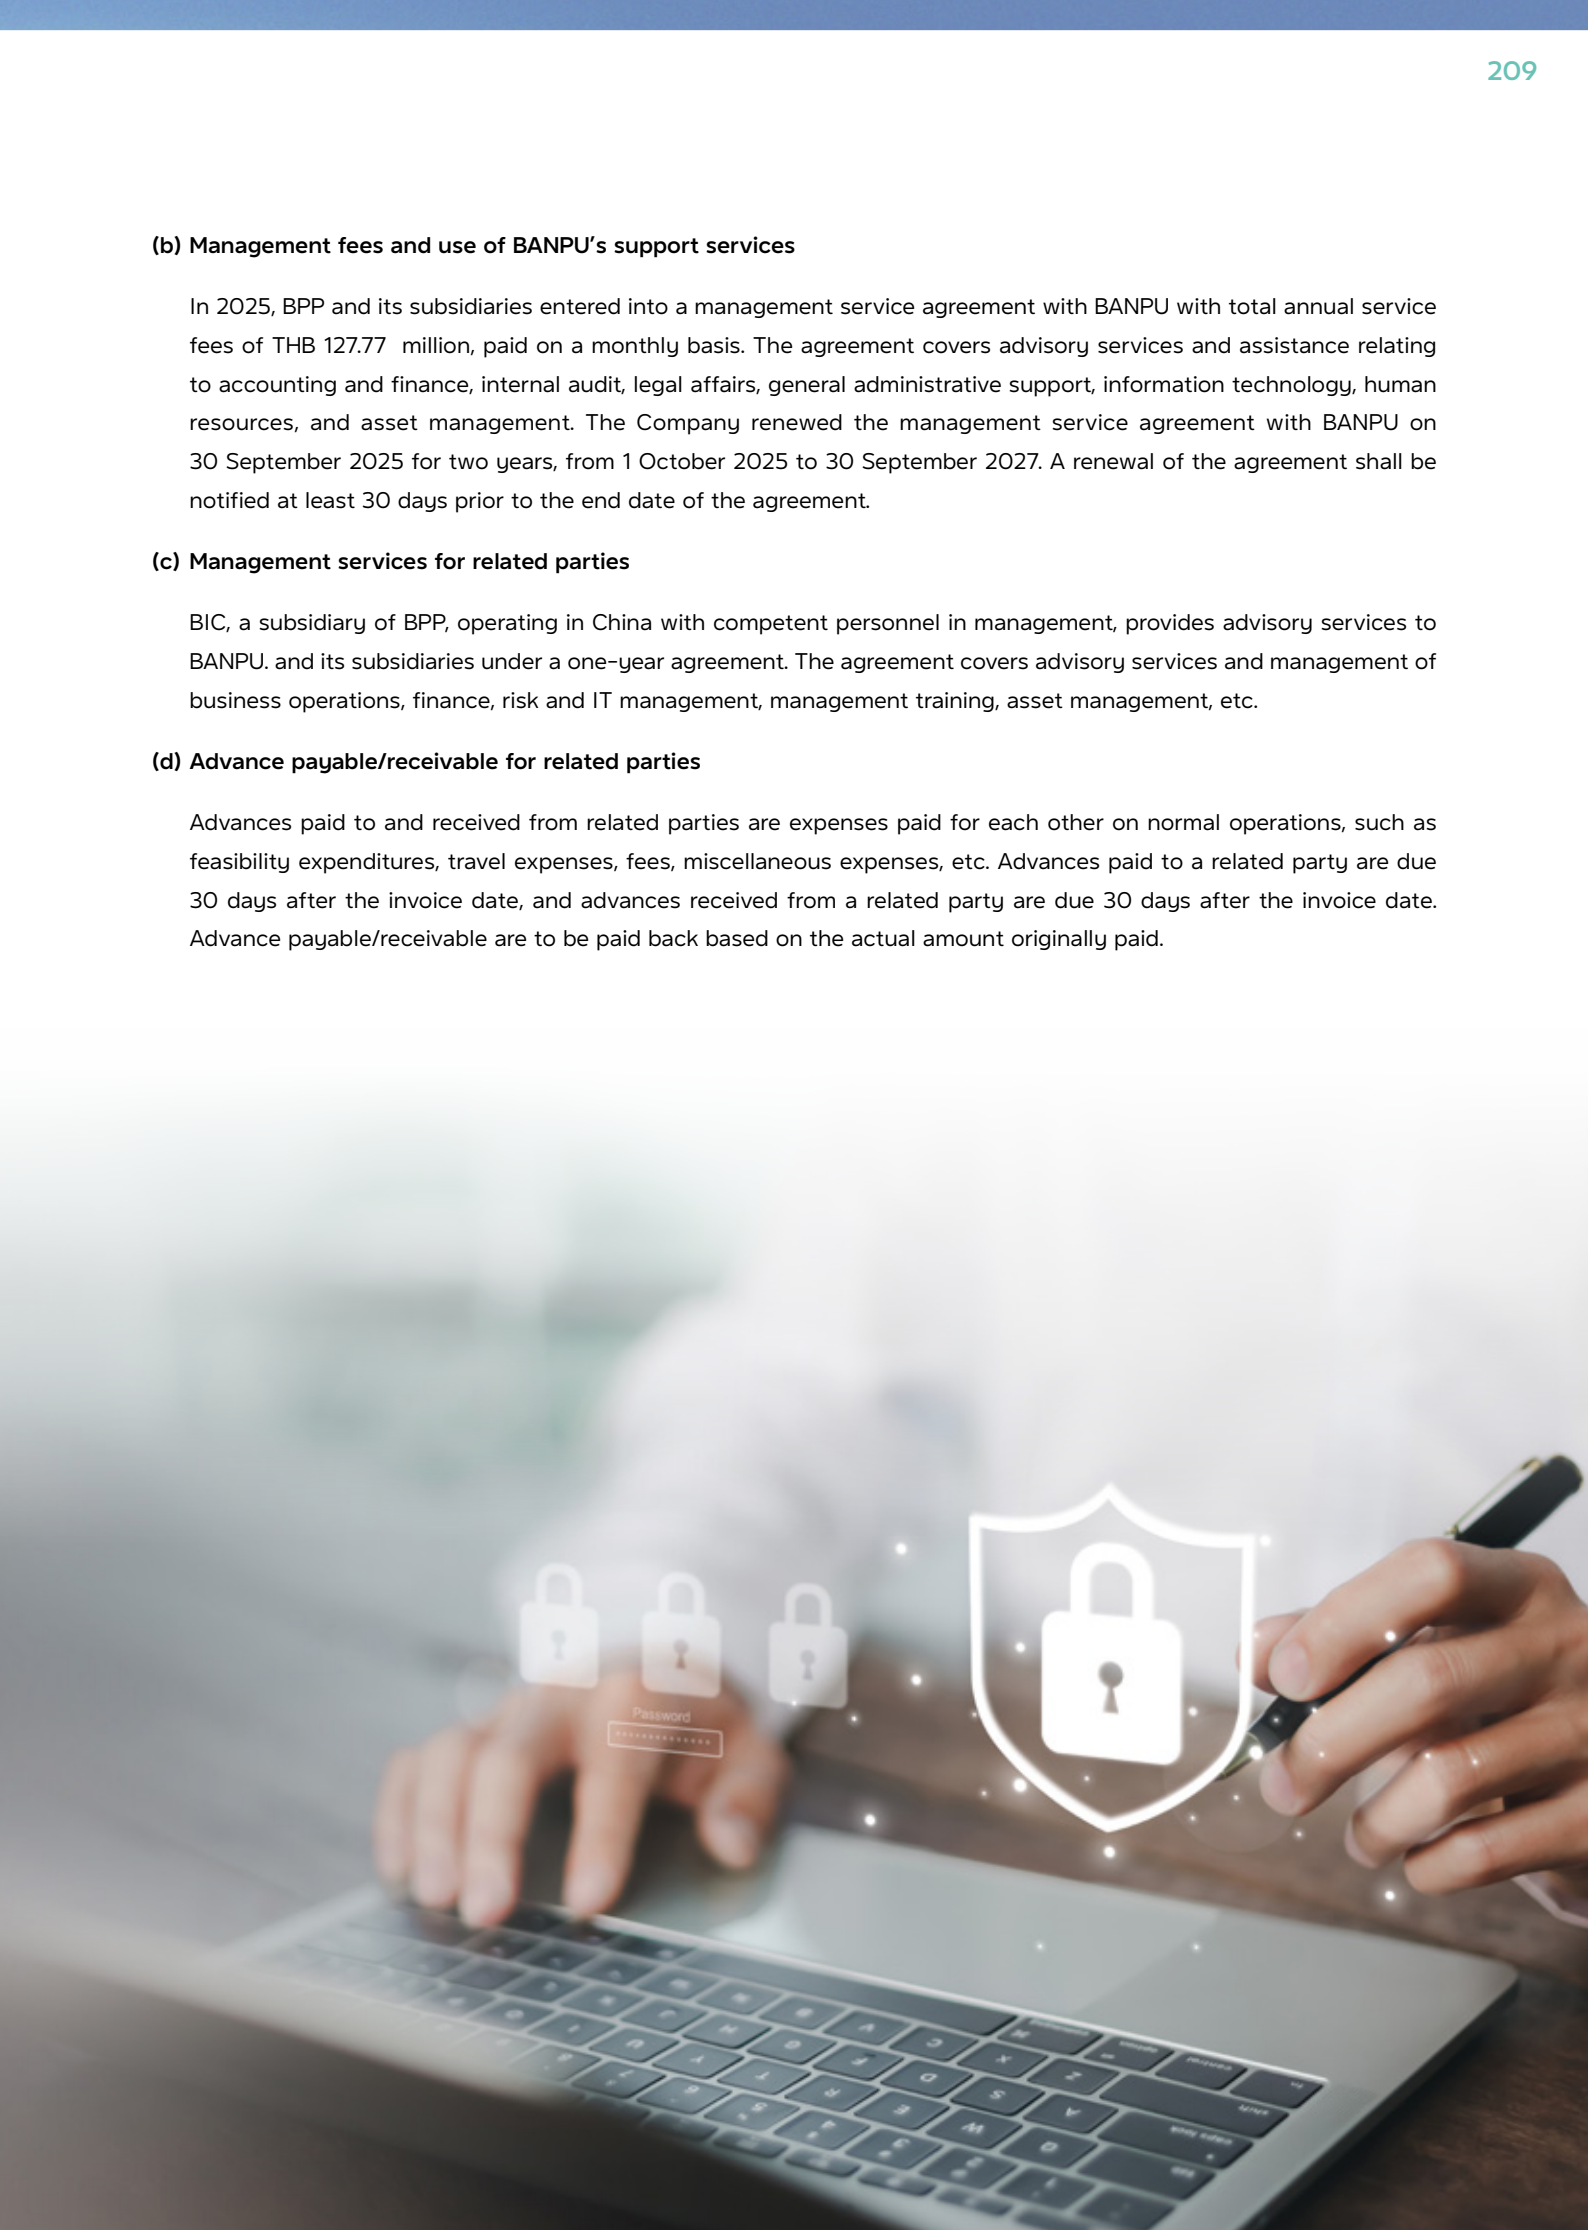 209
(b) Management fees and use of BANPU's support services
In 2025, BPP and its subsidiaries entered into a management service agreement with BANPU with total annual service
fees of THB 127.77 million, paid on a monthly basis. The agreement covers advisory services and assistance relating
to accounting and finance, internal audit, legal affairs, general administrative support, information technology, human
resources, and asset management. The Company renewed the management service agreement with BANPU on
30 September 2025 for two years, from 1 October 2025 to 30 September 2027. A renewal of the agreement shall be
notified at least 30 days prior to the end date of the agreement.
(c) Management services for related parties
BIC, a subsidiary of BPP, operating in China with competent personnel in management, provides advisory services to
BANPU. and its subsidiaries under a one-year agreement. The agreement covers advisory services and management of
business operations, finance, risk and IT management, management training, asset management, etc.
(d) Advance payable/receivable for related parties
Advances paid to and received from related parties are expenses paid for each other on normal operations, such as
feasibility expenditures, travel expenses, fees, miscellaneous expenses, etc. Advances paid to a related party are due
30 days after the invoice date, and advances received from a related party are due 30 days after the invoice date.
Advance payable/receivable are to be paid back based on the actual amount originally paid.
Password